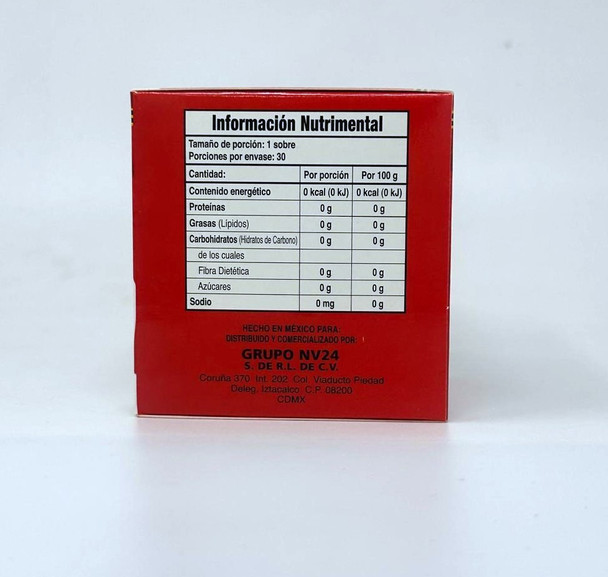 Información Nutrimental
Tamaño de porción: 1 sobre
Porciones por envase: 30
Cantidad: Por porción Por 100 g
Contenido energético 0 kcal (0 kJ) 0 kcal (0 kJ)
Proteínas 0 g 0 g
Grasas (Lípidos) 0 g 0 g
Carbohidratos (Hidratos de Carbono) 0 g 0 g
de los cuales
Fibra Dietética 0 g 0 g
Azúcares 0 g 0 g
Sodio 0 mg 0 g
HECHO EN MÉXICO PARA:
DISTRIBUIDO Y COMERCIALIZADO POR:
GRUPO NV24
S. DE R.L. DE C.V.
Coruña 370. Int. 202. Col. Viaducto Piedad
Deleg. Iztacalco C.P. 08200
CDMX